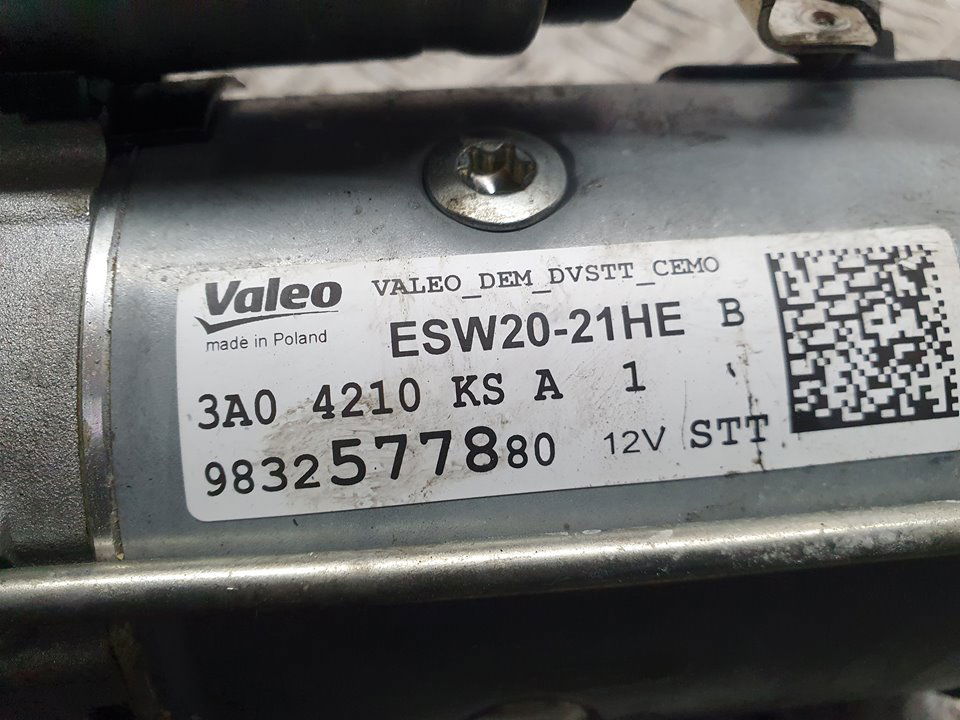 Valeo VALEO_DEM_DVSTT_CEMO
made in Poland ESW20-21HE B
3A0 4210 KS A 1
9832577880 12V STT